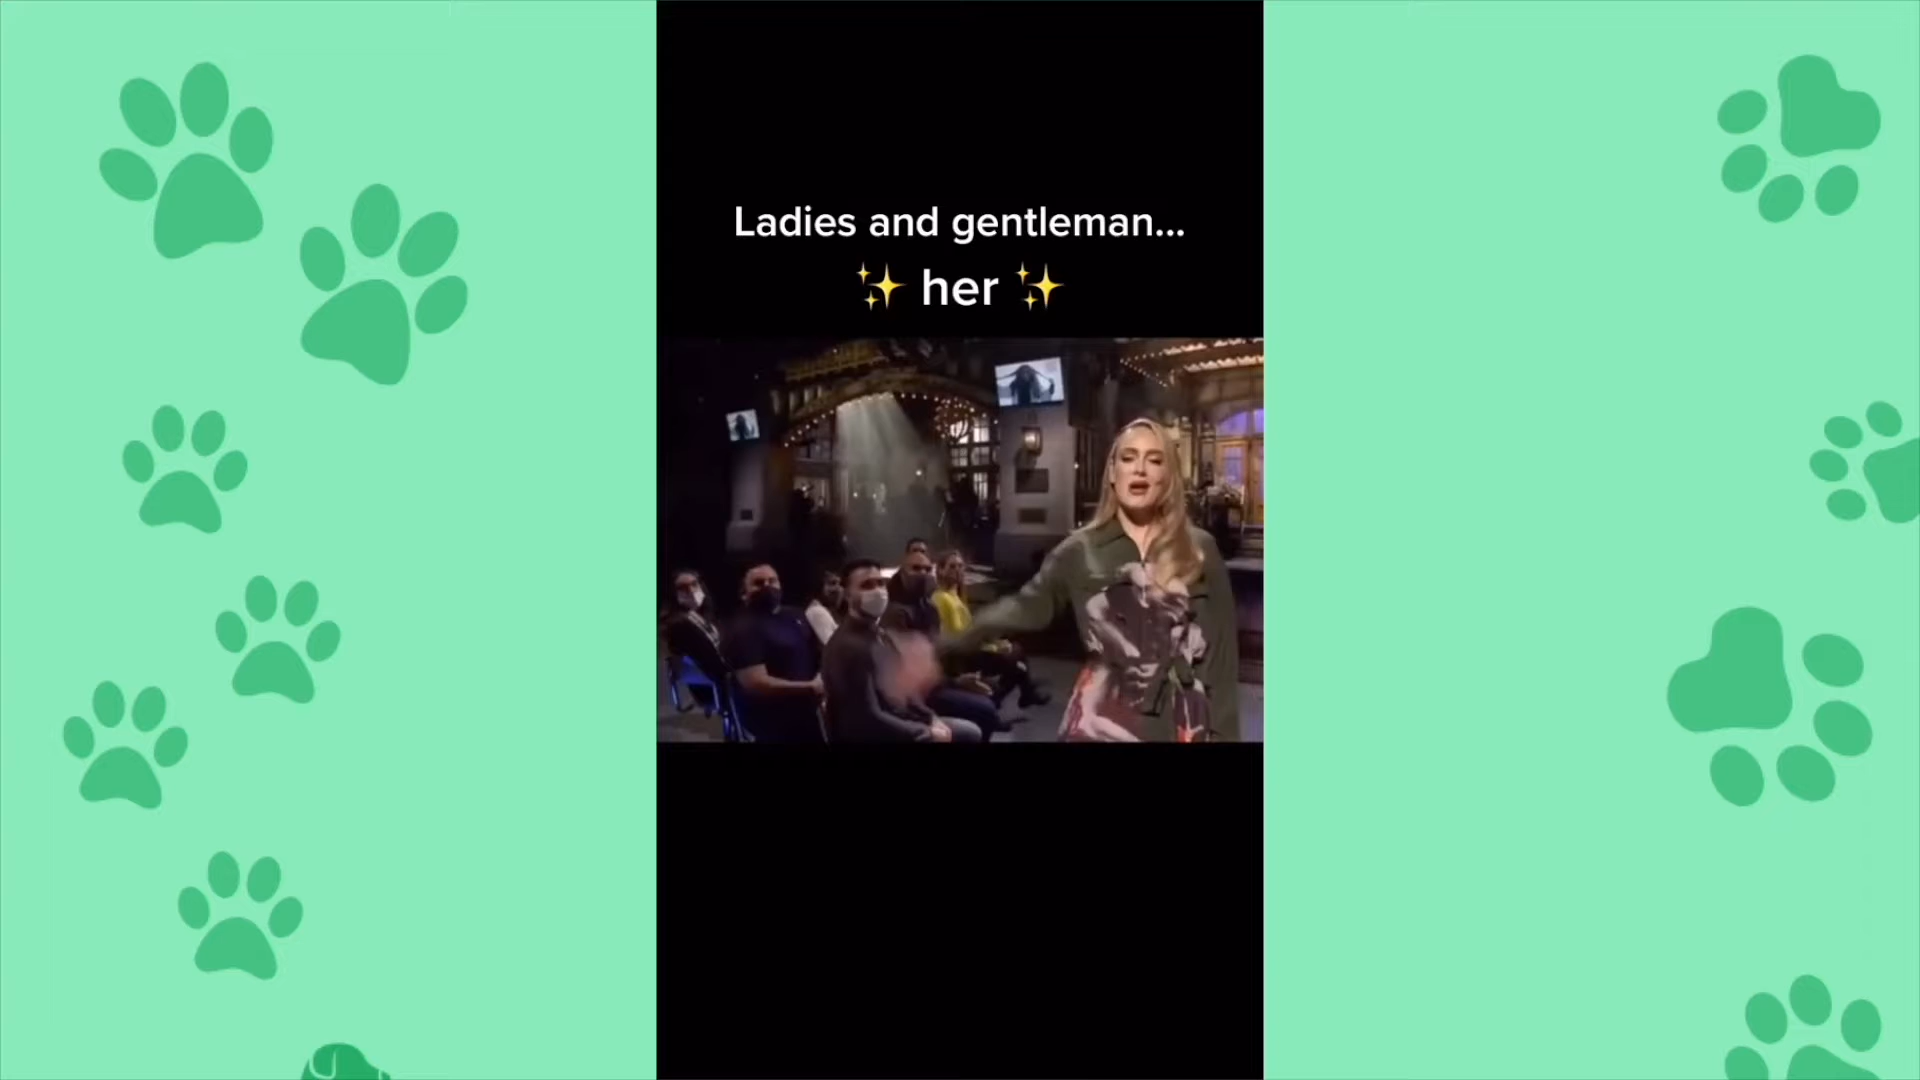 Ladies and gentleman...
✨ her ✨